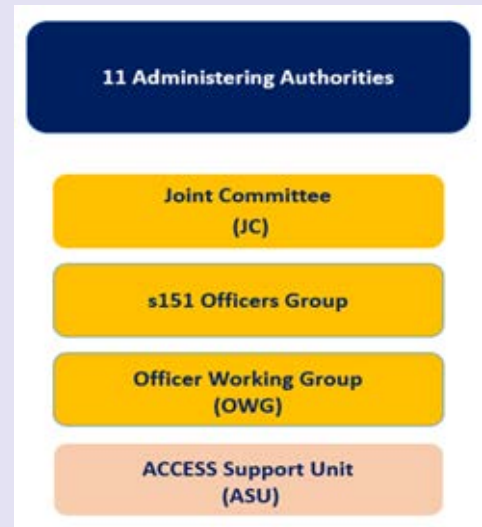 11 Administering Authorities
Joint Committee
(JC)
s151 Officers Group
Officer Working Group
(OWG)
ACCESS Support Unit
(ASU)